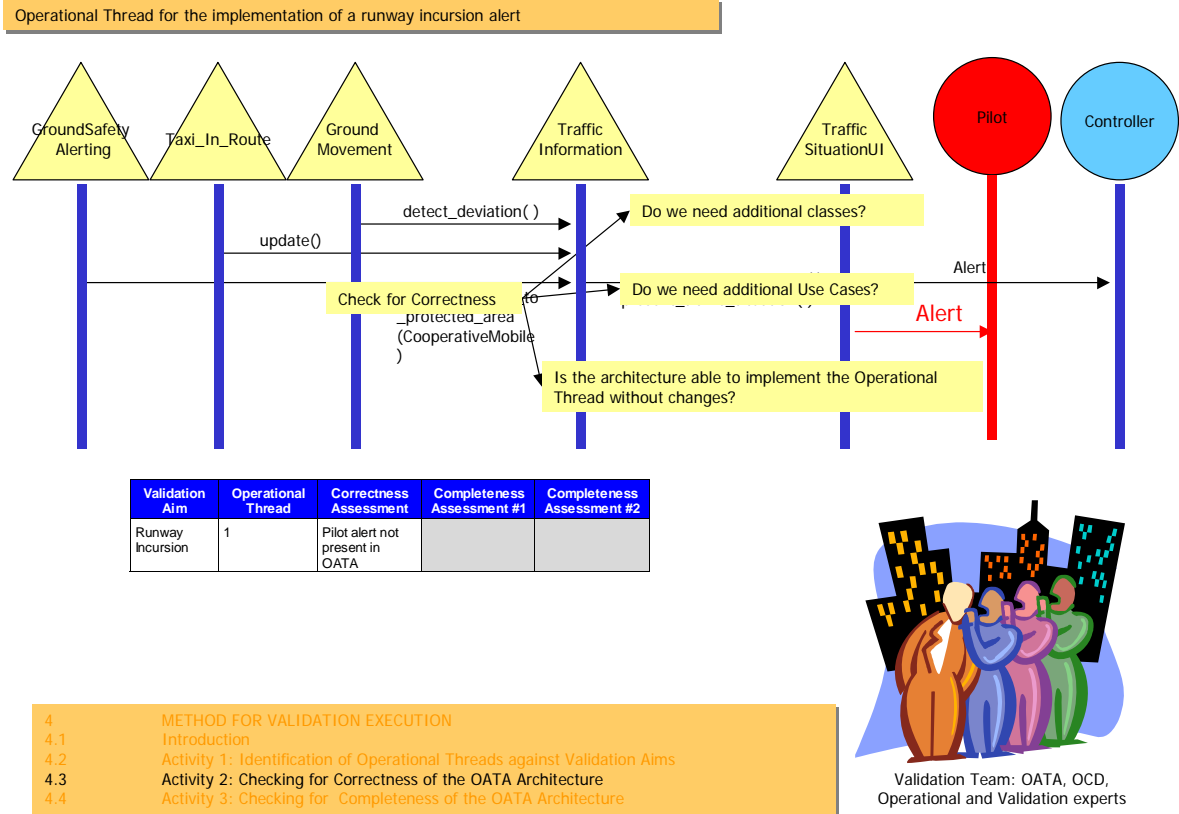 Operational Thread for the implementation of a runway incursion alert
GroundSafety
Alerting
Taxi_In_Route
Ground
Movement
Traffic
Information
Traffic
SituationUI
Pilot
Controller
detect_deviation( )
Do we need additional classes?
update()
Alert
Do we need additional Use Cases?
Check for Correctness
to
_protected_area
(CooperativeMobile
)
Alert
Is the architecture able to implement the Operational
Thread without changes?
Validation Aim Operational Thread Correctness Assessment Completeness Assessment #1 Completeness Assessment #2
Runway Incursion 1 Pilot alert not present in OATA
4 METHOD FOR VALIDATION EXECUTION
4.1 Introduction
4.2 Activity 1: Identification of Operational Threads against Validation Aims
4.3 Activity 2: Checking for Correctness of the OATA Architecture
4.4 Activity 3: Checking for Completeness of the OATA Architecture
Validation Team: OATA, OCD,
Operational and Validation experts